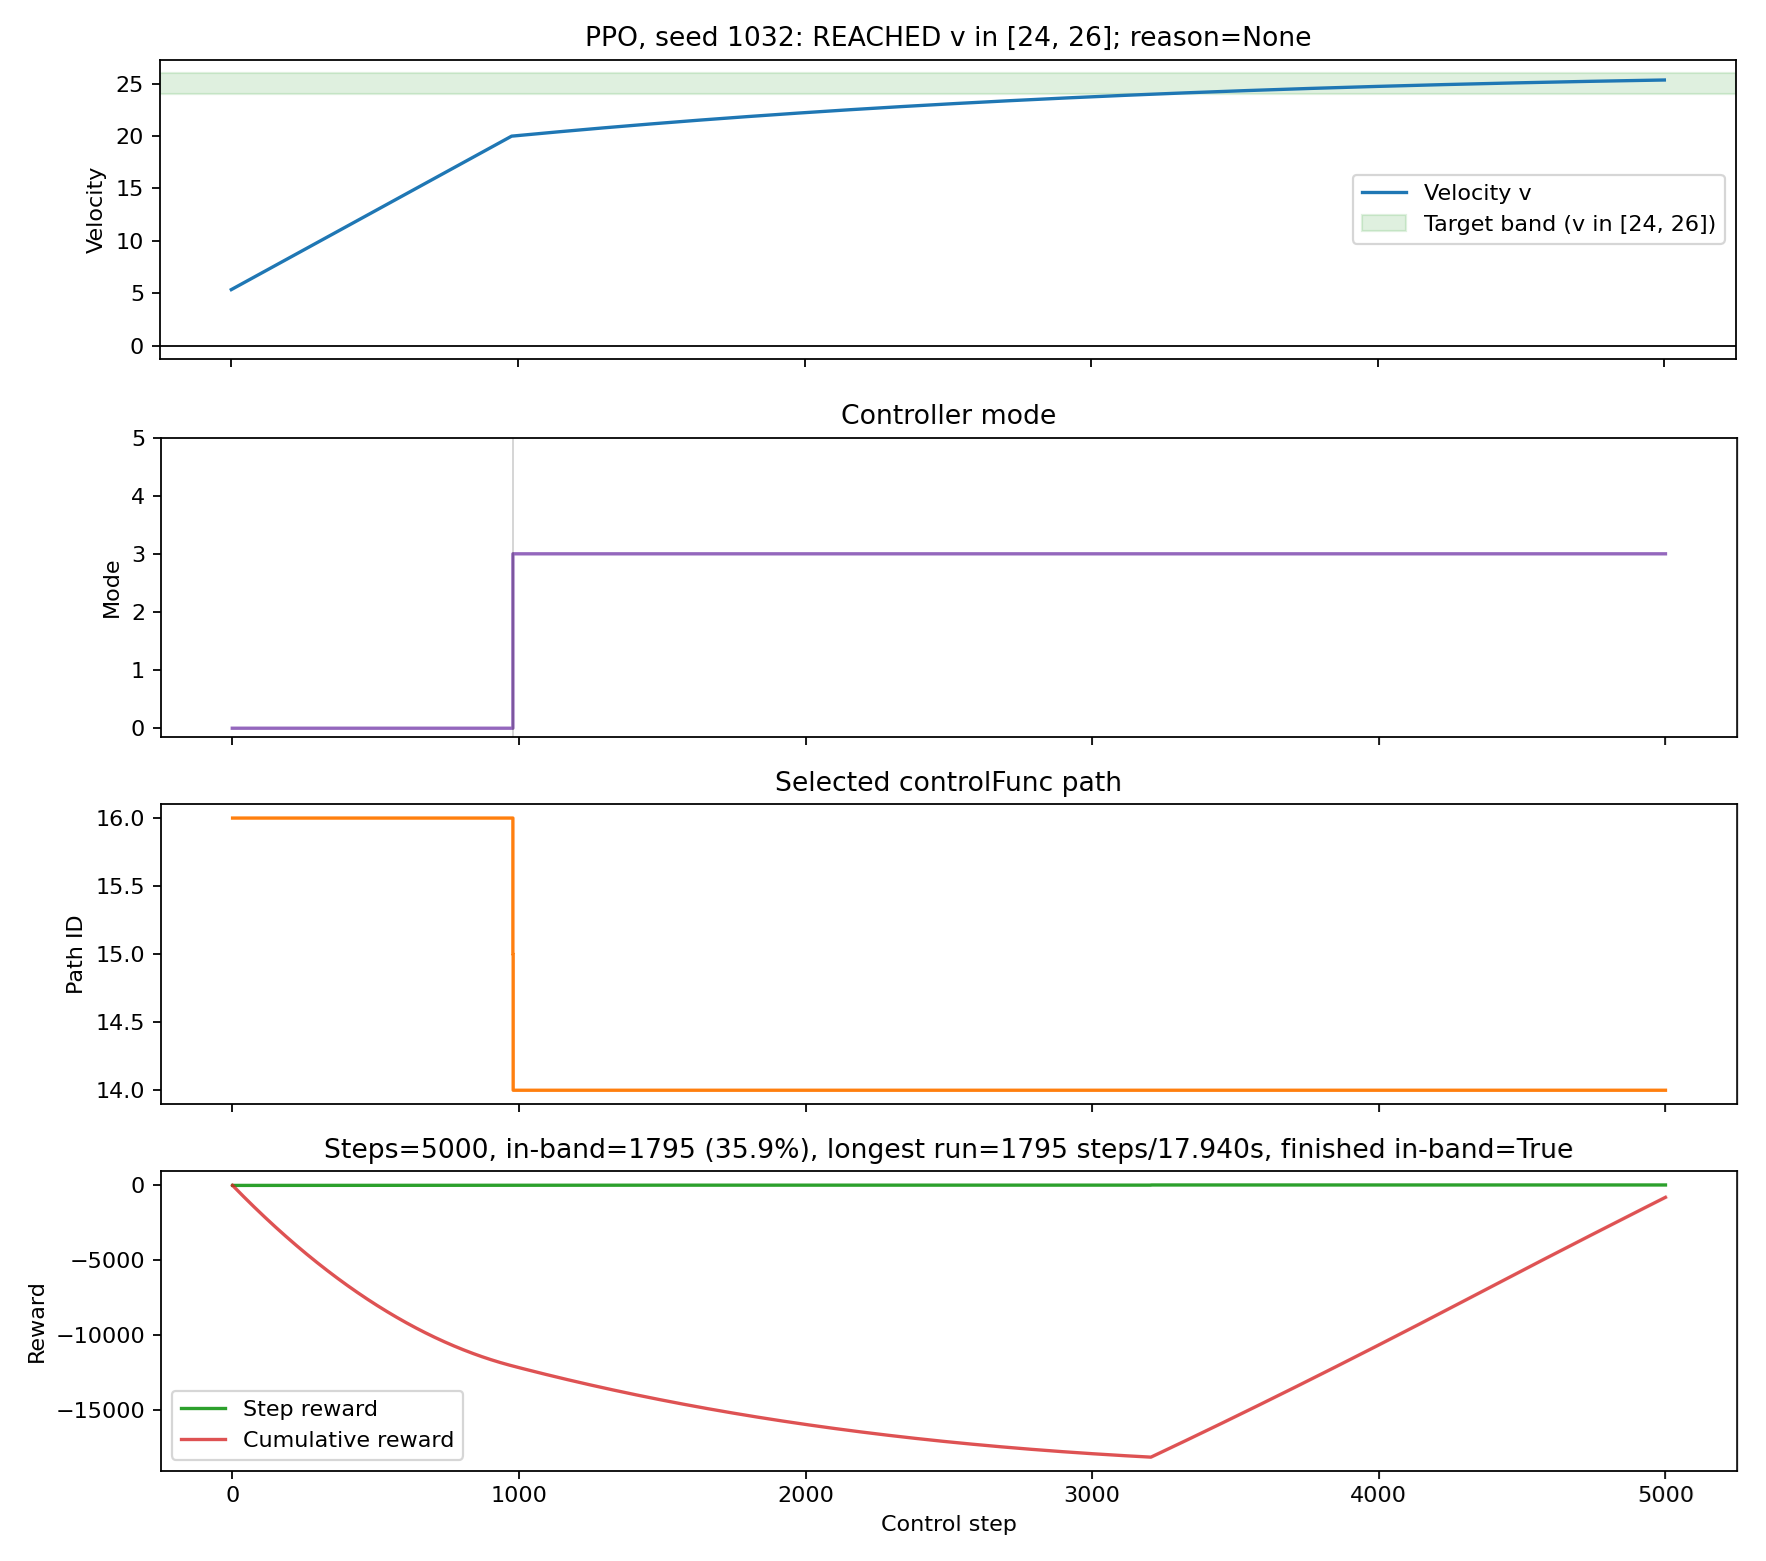 PPO, seed 1032: REACHED v in [24, 26]; reason=None
25
20
15
10
5
0
Velocity
Velocity v
Target band (v in [24, 26])
Controller mode
5
4
3
2
1
0
Mode
Selected controlFunc path
16.0
15.5
15.0
14.5
14.0
Path ID
Steps=5000, in-band=1795 (35.9%), longest run=1795 steps/17.940s, finished in-band=True
0
−5000
−10000
−15000
Reward
Step reward
Cumulative reward
0 1000 2000 3000 4000 5000
Control step